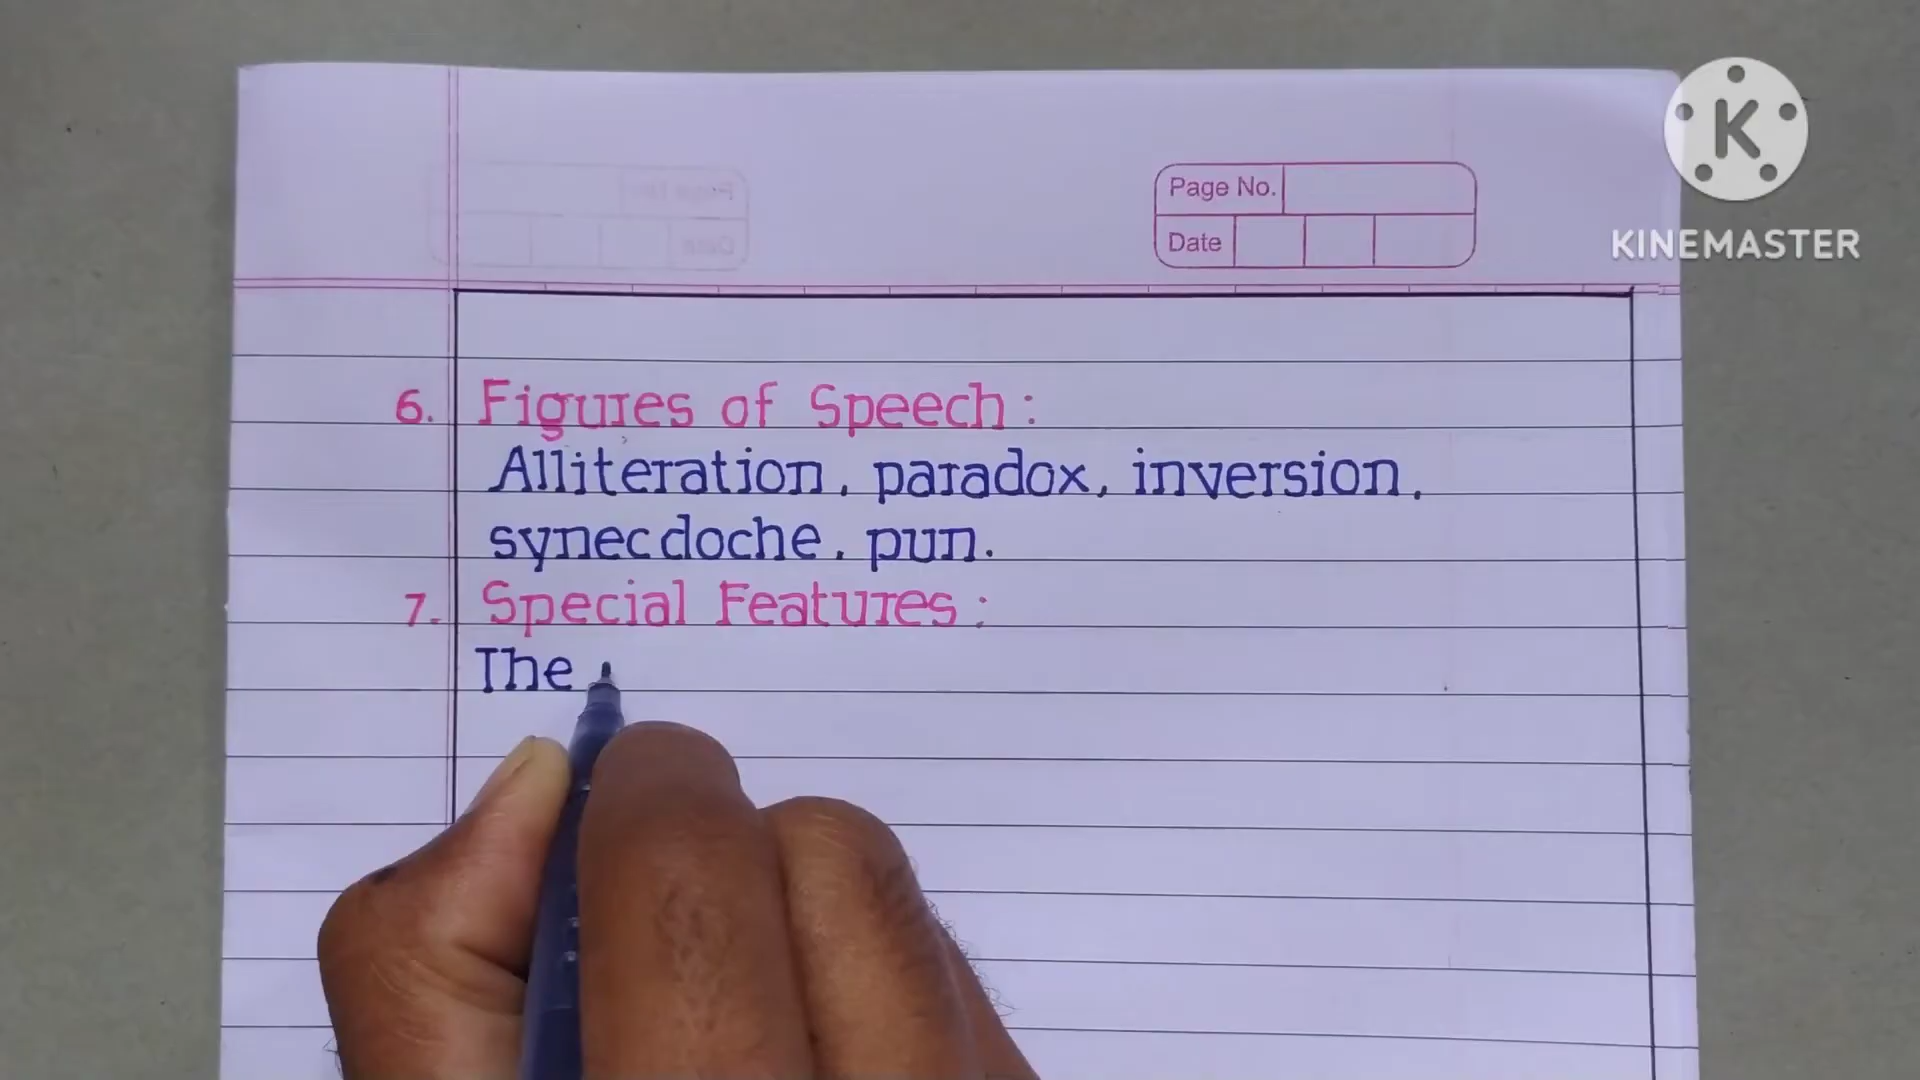 Page No.
Date
K
KINEMASTER
6. Figures of Speech:
Alliteration, paradox, inversion,
synecdoche, pun.
7. Special Features:
The